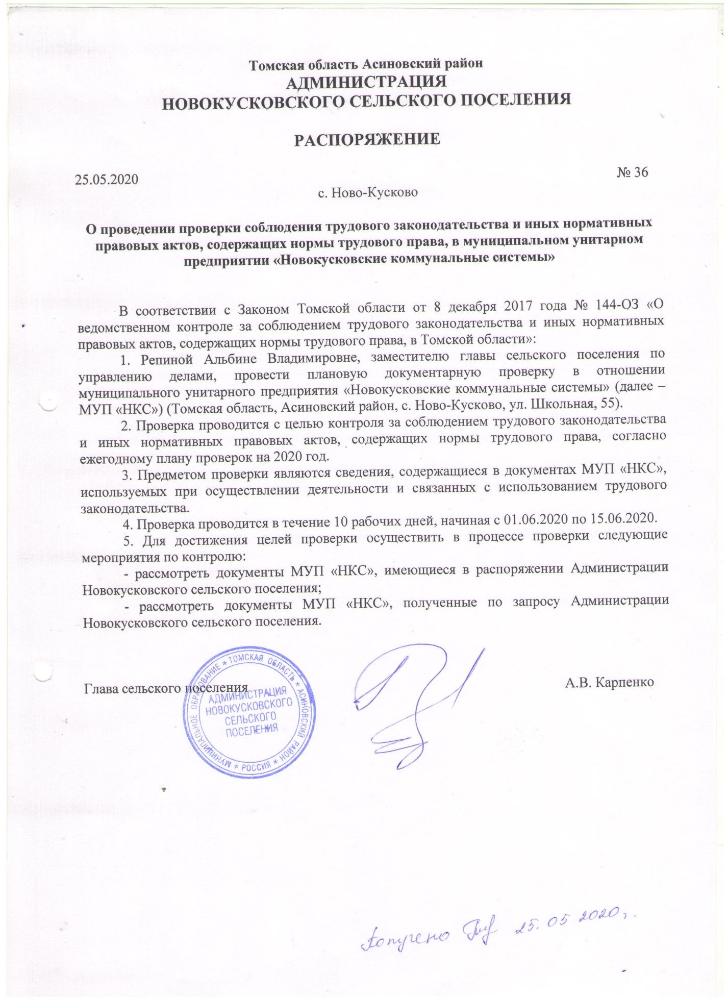 Томская область Асиновский район
АДМИНИСТРАЦИЯ
НОВОКУСКОВСКОГО СЕЛЬСКОГО ПОСЕЛЕНИЯ
РАСПОРЯЖЕНИЕ
25.05.2020 № 36
с. Ново-Кусково
О проведении проверки соблюдения трудового законодательства и иных нормативных
правовых актов, содержащих нормы трудового права, в муниципальном унитарном
предприятии «Новокусковские коммунальные системы»
В соответствии с Законом Томской области от 8 декабря 2017 года № 144-ОЗ «О
ведомственном контроле за соблюдением трудового законодательства и иных нормативных
правовых актов, содержащих нормы трудового права, в Томской области»:
1. Репиной Альбине Владимировне, заместителю главы сельского поселения по
управлению делами, провести плановую документарную проверку в отношении
муниципального унитарного предприятия «Новокусковские коммунальные системы» (далее –
МУП «НКС») (Томская область, Асиновский район, с. Ново-Кусково, ул. Школьная, 55).
2. Проверка проводится с целью контроля за соблюдением трудового законодательства
и иных нормативных правовых актов, содержащих нормы трудового права, согласно
ежегодному плану проверок на 2020 год.
3. Предметом проверки являются сведения, содержащиеся в документах МУП «НКС»,
используемых при осуществлении деятельности и связанных с использованием трудового
законодательства.
4. Проверка проводится в течение 10 рабочих дней, начиная с 01.06.2020 по 15.06.2020.
5. Для достижения целей проверки осуществить в процессе проверки следующие
мероприятия по контролю:
- рассмотреть документы МУП «НКС», имеющиеся в распоряжении Администрации
Новокусковского сельского поселения;
- рассмотреть документы МУП «НКС», полученные по запросу Администрации
Новокусковского сельского поселения.
Глава сельского поселения А.В. Карпенко
МУНИЦИПАЛЬНОЕ ОБРАЗОВАНИЕ * ТОМСКАЯ ОБЛАСТЬ * АСИНОВСКИЙ РАЙОН * РОССИЯ *
АДМИНИСТРАЦИЯ
НОВОКУСКОВСКОГО
СЕЛЬСКОГО
ПОСЕЛЕНИЯ
Получено 25.05 2020г.